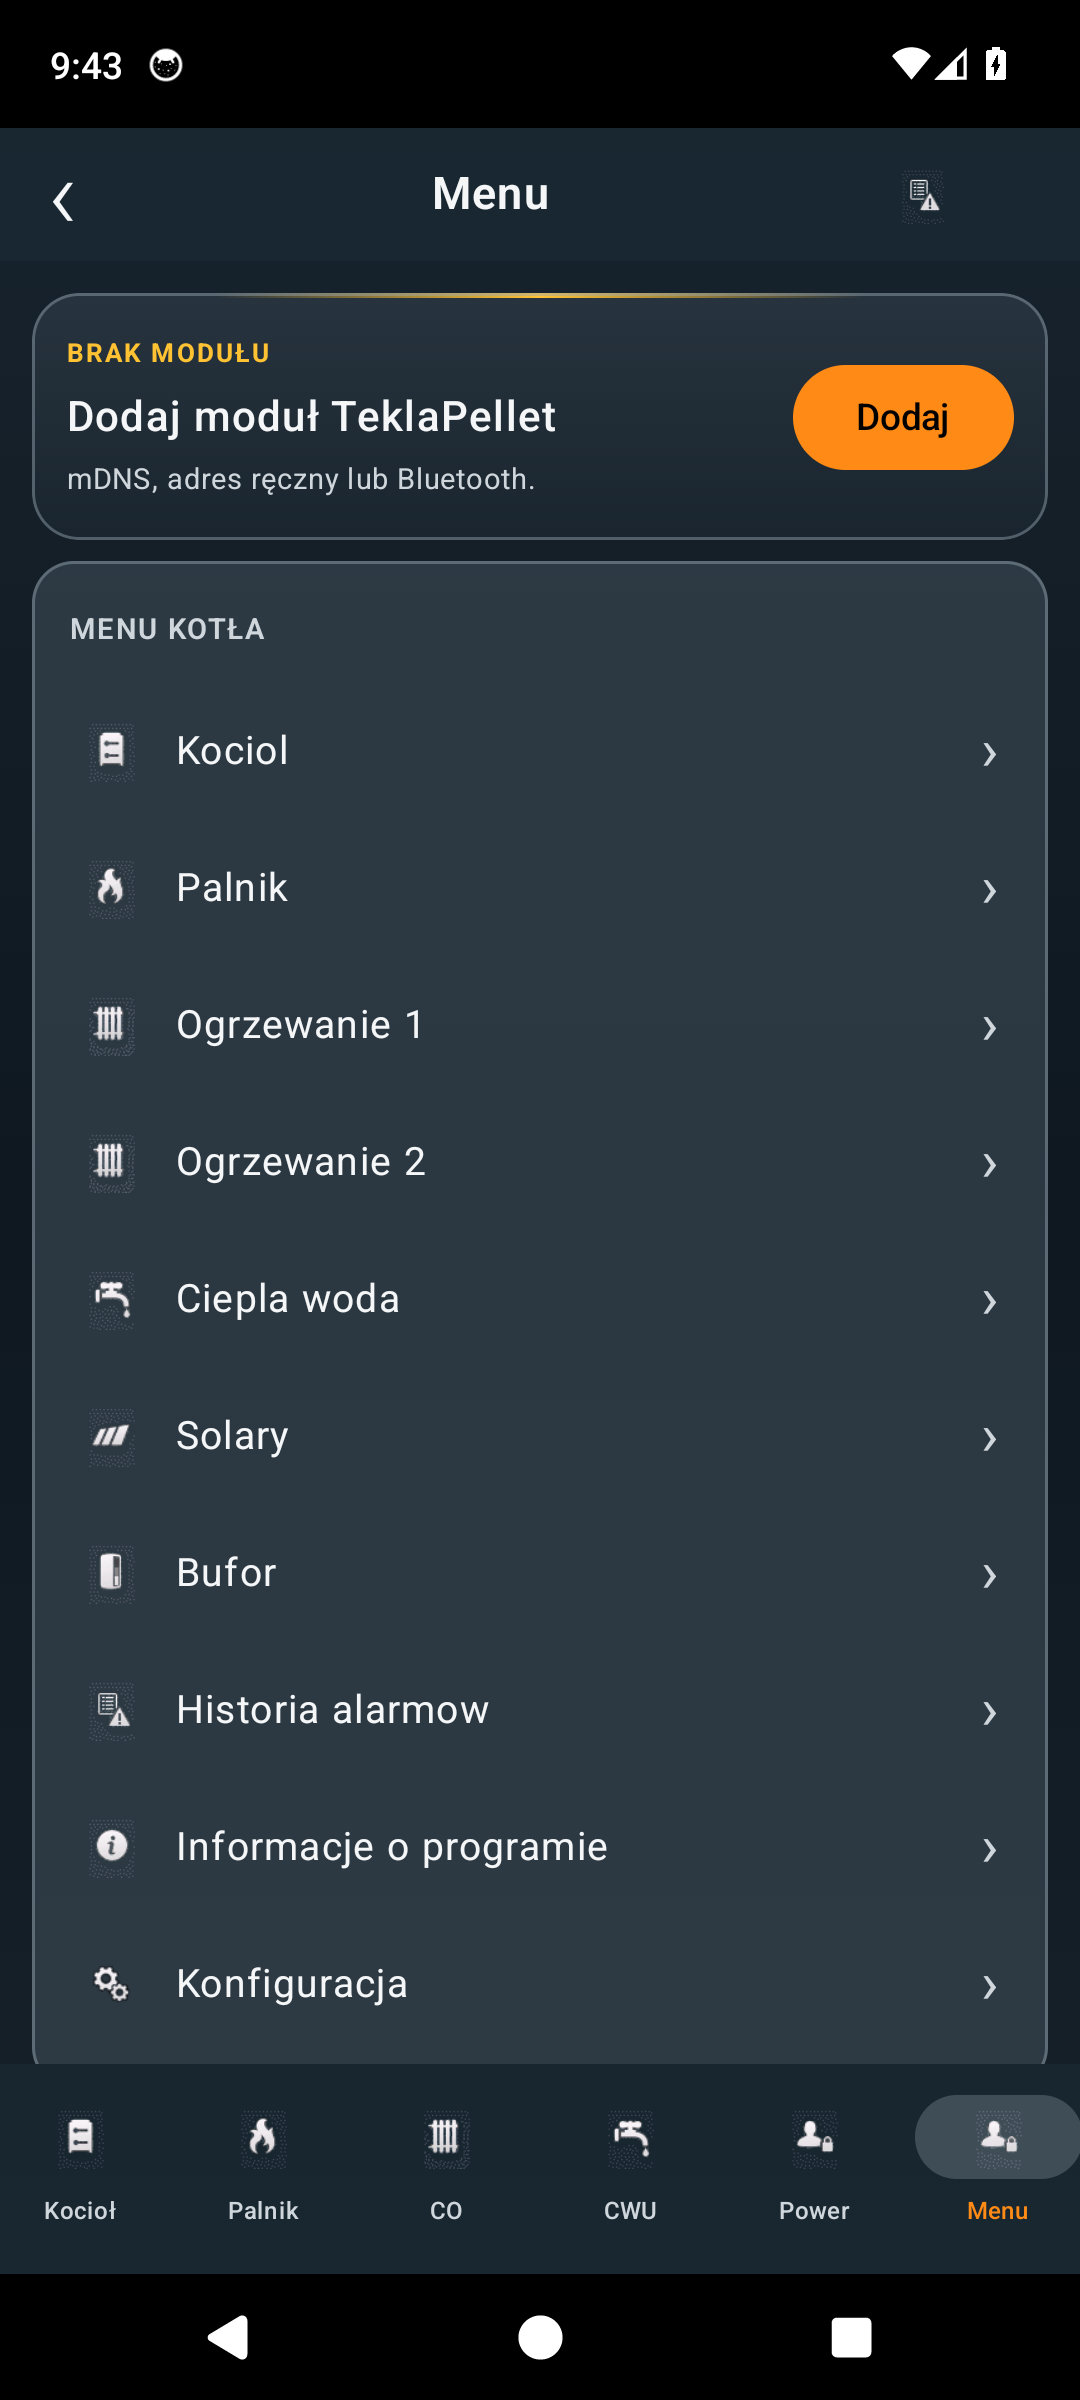 9:43
Menu
BRAK MODUŁU
Dodaj moduł TeklaPellet
mDNS, adres ręczny lub Bluetooth.
Dodaj
MENU KOTŁA
Kociol
Palnik
Ogrzewanie 1
Ogrzewanie 2
Ciepla woda
Solary
Bufor
Historia alarmow
Informacje o programie
Konfiguracja
Kocioł
Palnik
CO
CWU
Power
Menu